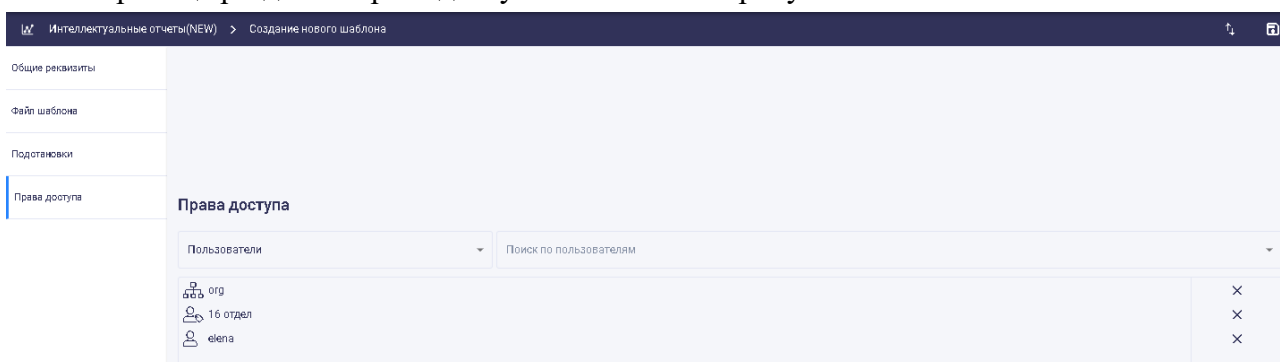 Интеллектуальные отчеты(NEW) > Создание нового шаблона
Общие реквизиты
Файл шаблона
Подстановки
Права доступа
Права доступа
Пользователи
Поиск по пользователям
org
16 отдел
elena